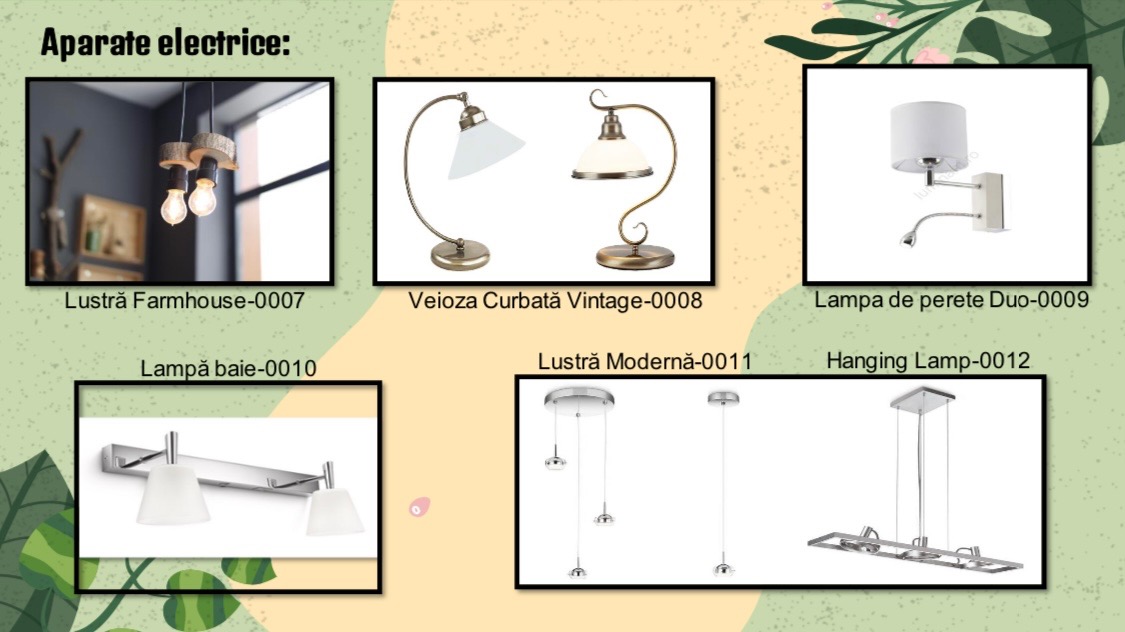 Aparate electrice:
Lustră Farmhouse-0007
Veioza Curbată Vintage-0008
Lampa de perete Duo-0009
Lampă baie-0010
Lustră Modernă-0011
Hanging Lamp-0012